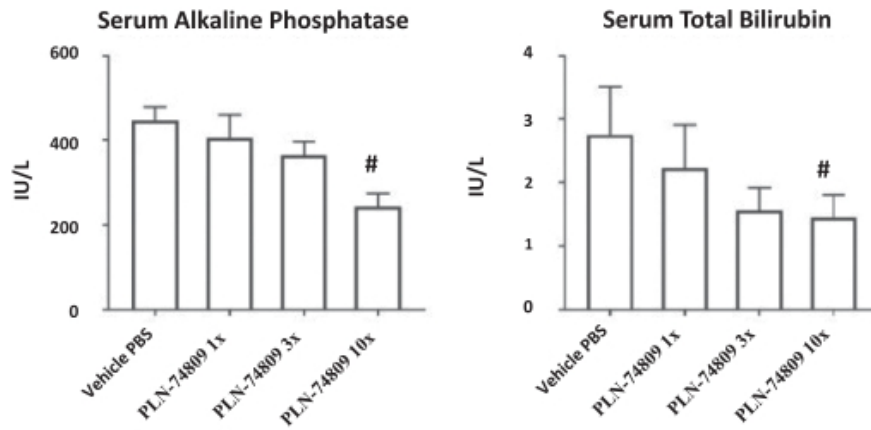 Serum Alkaline Phosphatase
600
400
200
0
IU/L
#
Vehicle PBS
PLN-74809 1x
PLN-74809 3x
PLN-74809 10x
Serum Total Bilirubin
4
3
2
1
0
IU/L
#
Vehicle PBS
PLN-74809 1x
PLN-74809 3x
PLN-74809 10x